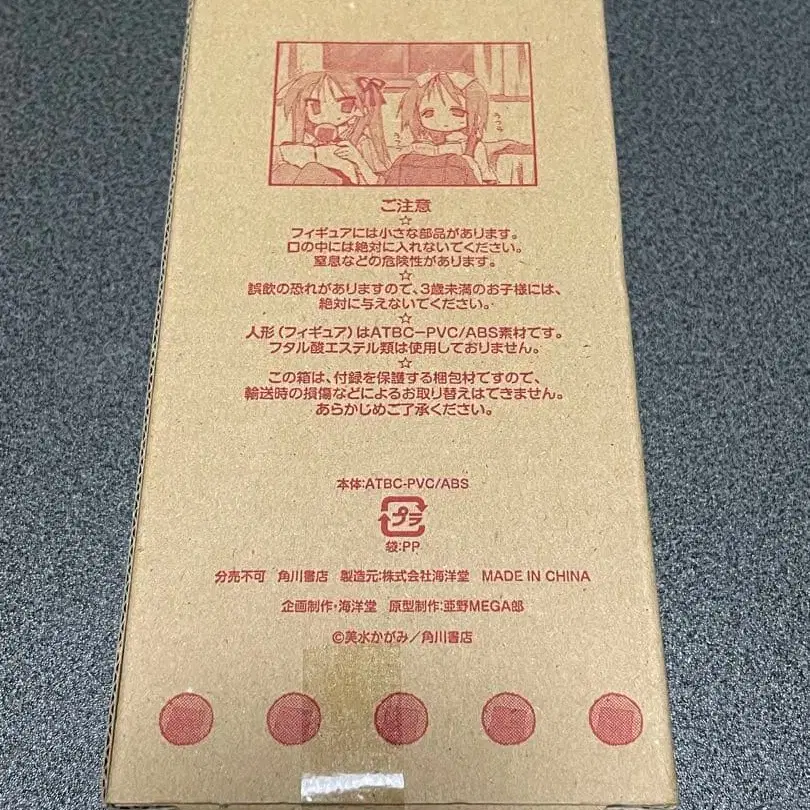 ご注意
☆
フィギュアには小さな部品があります。
口の中には絶対に入れないでください。
窒息などの危険性があります。
☆
誤飲の恐れがありますので、3歳未満のお子様には、
絶対に与えないでください。
☆
人形(フィギュア)はATBC-PVC/ABS素材です。
フタル酸エステル類は使用しておりません。
☆
この箱は、付録を保護する梱包材ですので、
輸送時の損傷などによるお取り替えはできません。
あらかじめご了承ください。
本体:ATBC-PVC/ABS
プラ
袋:PP
分売不可 角川書店 製造元:株式会社海洋堂 MADE IN CHINA
企画制作・海洋堂 原型制作:亜野MEGA郎
©美水かがみ/角川書店